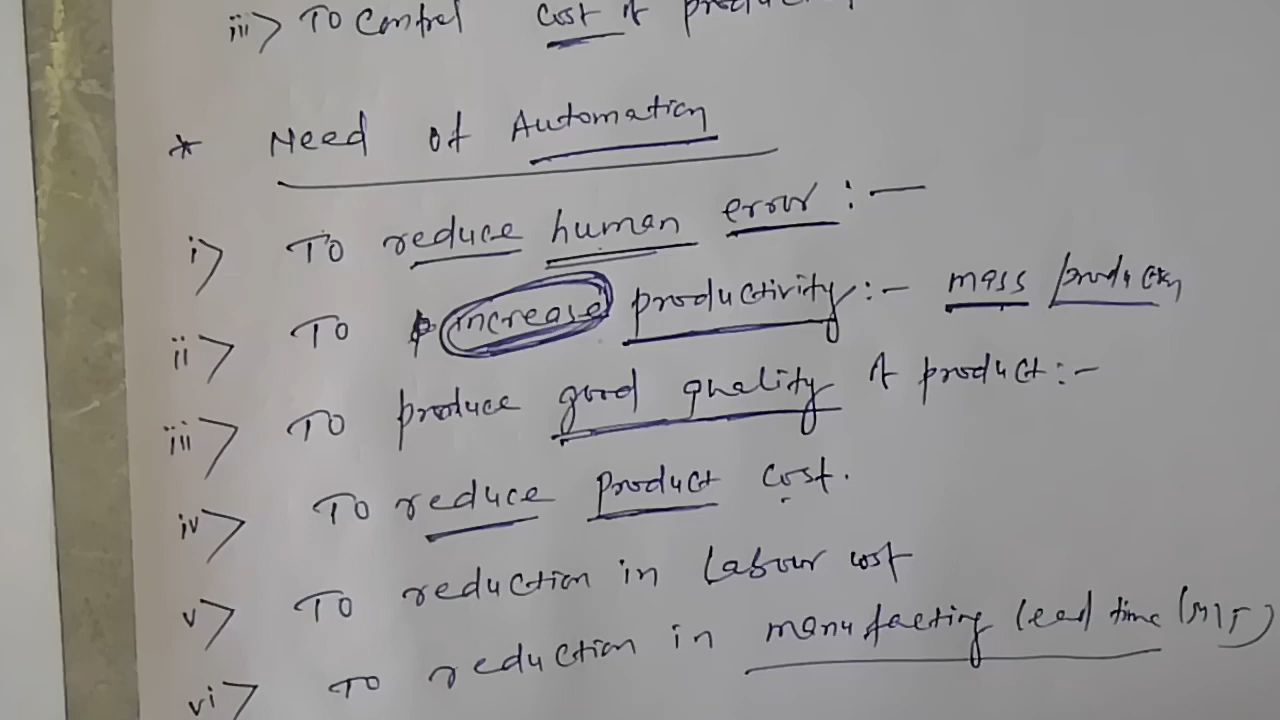 iii> To Control Cost of
* Need of Automation
i> To reduce human error :—
ii> To increase productivity :- mass production
iii> To produce good quality of product :-
iv> To reduce Product cost.
v> To reduction in Labour cost
vi> To reduction in manufacting lead time